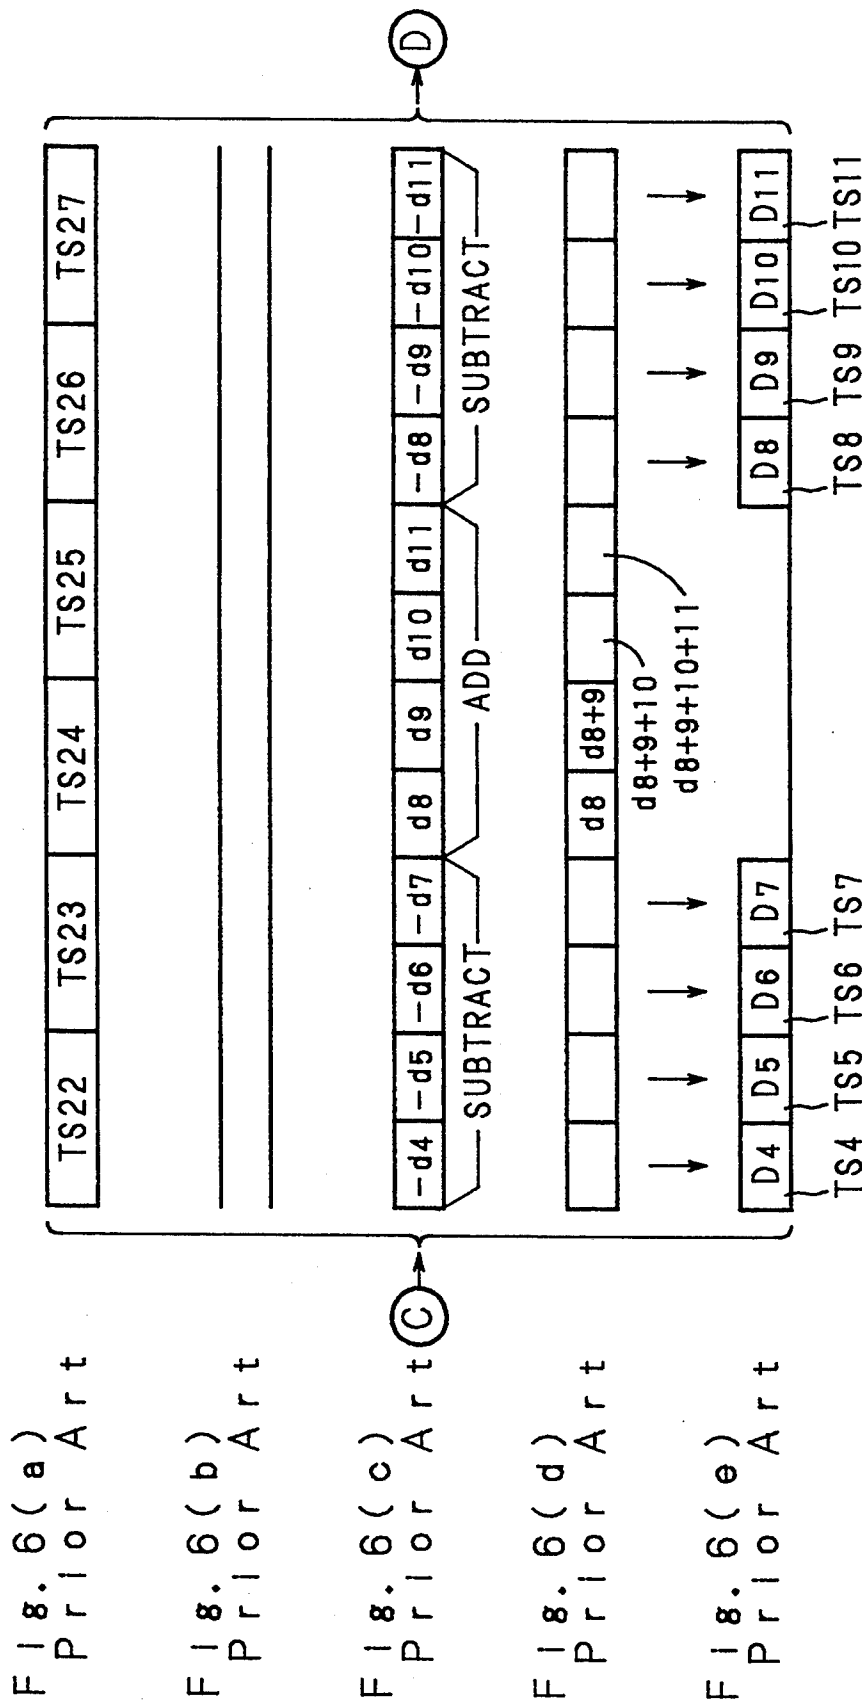 Fig. 6(a)
Prior Art
TS22 TS23 TS24 TS25 TS26 TS27
Fig. 6(b)
Prior Art
Fig. 6(c)
Prior Art
C
D
-d4 -d5 -d6 -d7 d8 d9 d10 d11 -d8 -d9 -d10 -d11
SUBTRACT ADD SUBTRACT
Fig. 6(d)
Prior Art
d8 d8+9
d8+9+10
d8+9+10+11
Fig. 6(e)
Prior Art
D4 D5 D6 D7 D8 D9 D10 D11
TS4 TS5 TS6 TS7 TS8 TS9 TS10 TS11